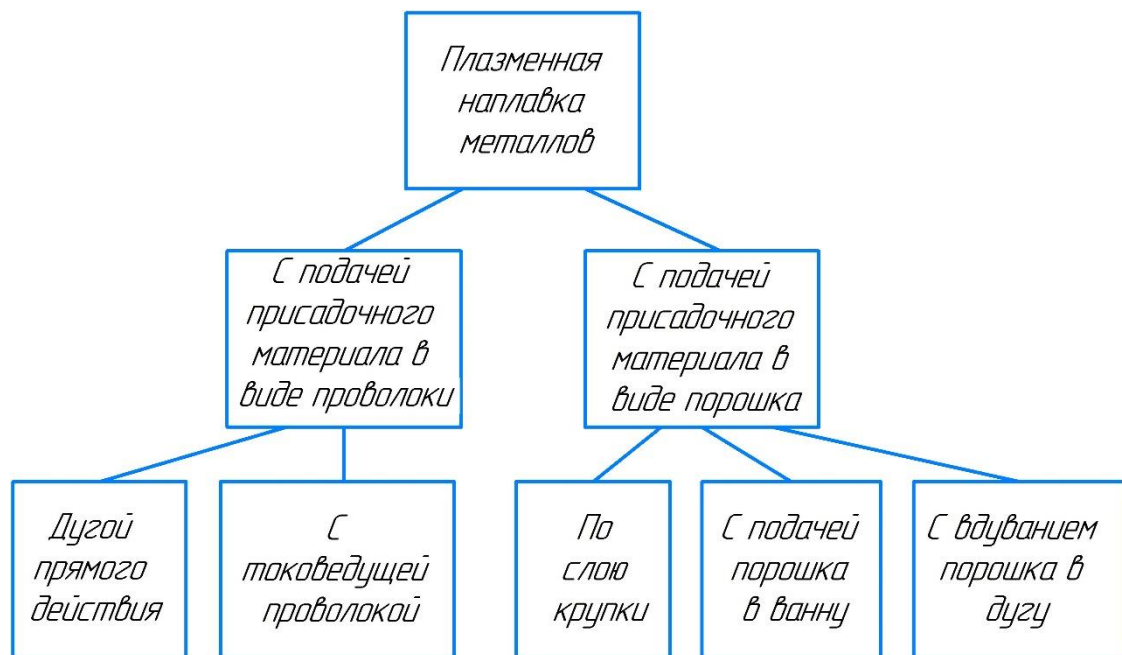 Плазменная
наплавка
металлов
С подачей
присадочного
материала в
виде проволоки
С подачей
присадочного
материала в
виде порошка
Дугой
прямого
действия
С
токоведущей
проволокой
По
слою
крупки
С подачей
порошка
в ванну
С вдуванием
порошка в
дугу